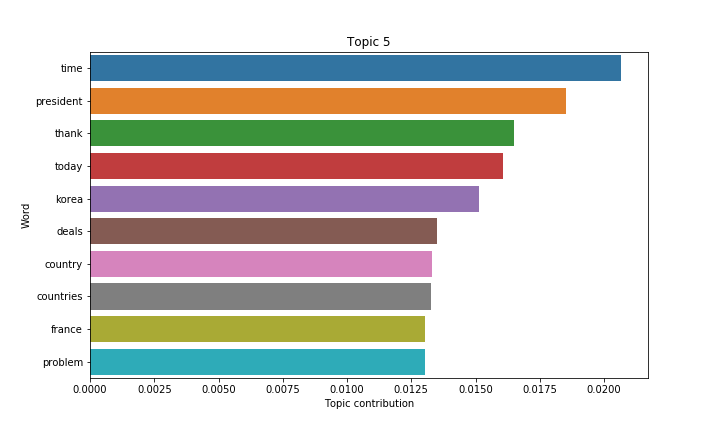 Topic 5
time
president
thank
today
korea
deals
country
countries
france
problem
Word
0.0000 0.0025 0.0050 0.0075 0.0100 0.0125 0.0150 0.0175 0.0200
Topic contribution